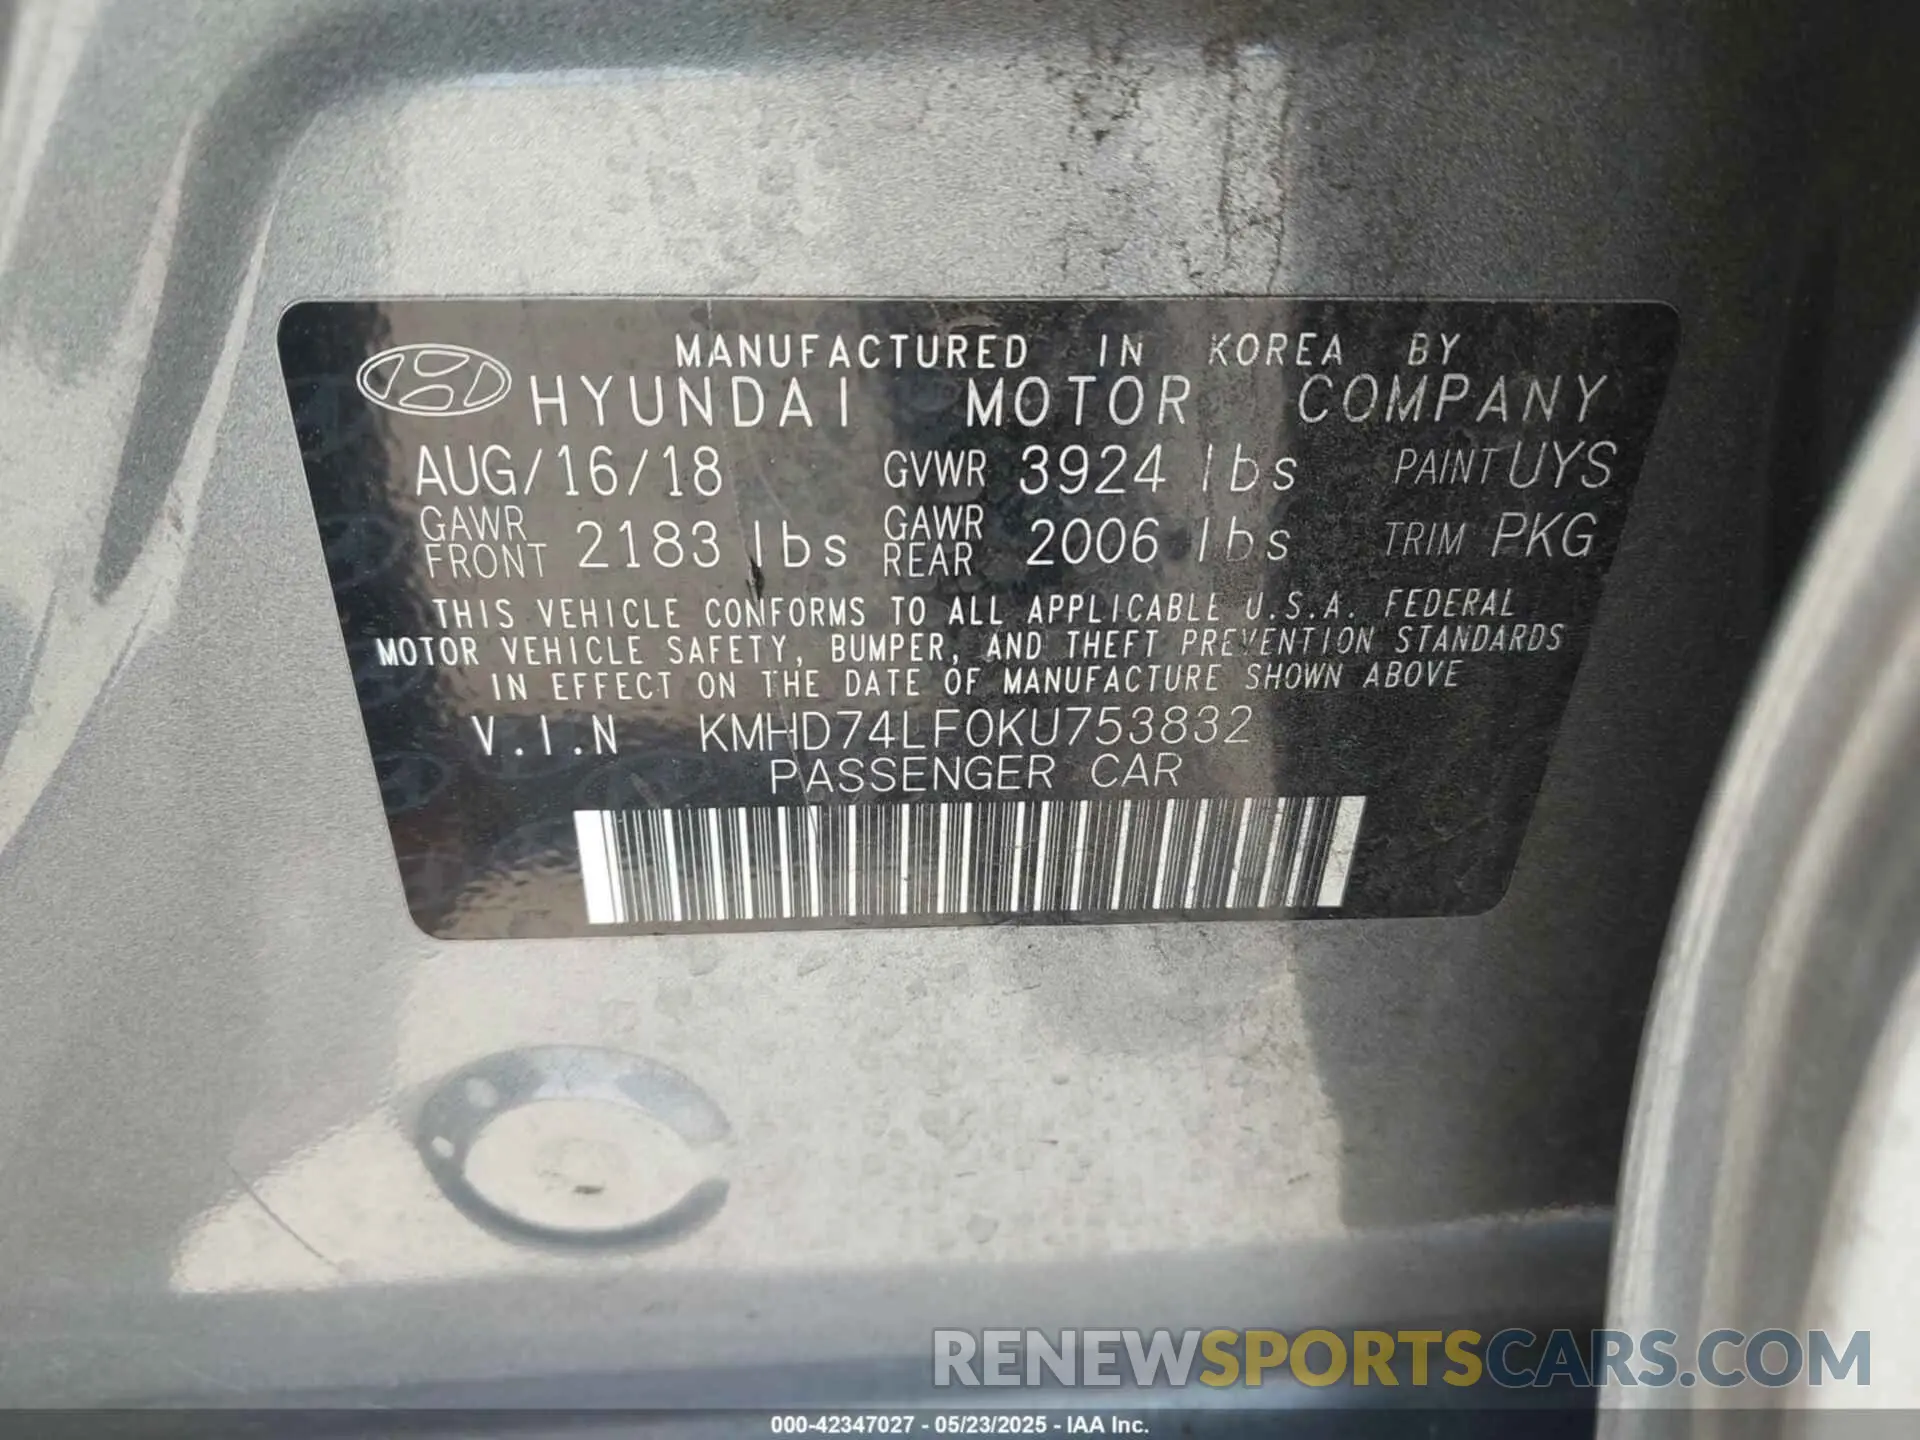 MANUFACTURED IN KOREA BY
HYUNDAI MOTOR COMPANY
AUG/16/18 GVWR 3924 lbs PAINT UYS
GAWR FRONT 2183 lbs GAWR REAR 2006 lbs TRIM PKG
THIS VEHICLE CONFORMS TO ALL APPLICABLE U.S.A. FEDERAL
MOTOR VEHICLE SAFETY, BUMPER, AND THEFT PREVENTION STANDARDS
IN EFFECT ON THE DATE OF MANUFACTURE SHOWN ABOVE
V.I.N KMHD74LF0KU753832
PASSENGER CAR
RENEWSPORTSCARS.COM
000-42347027 - 05/23/2025 - IAA Inc.